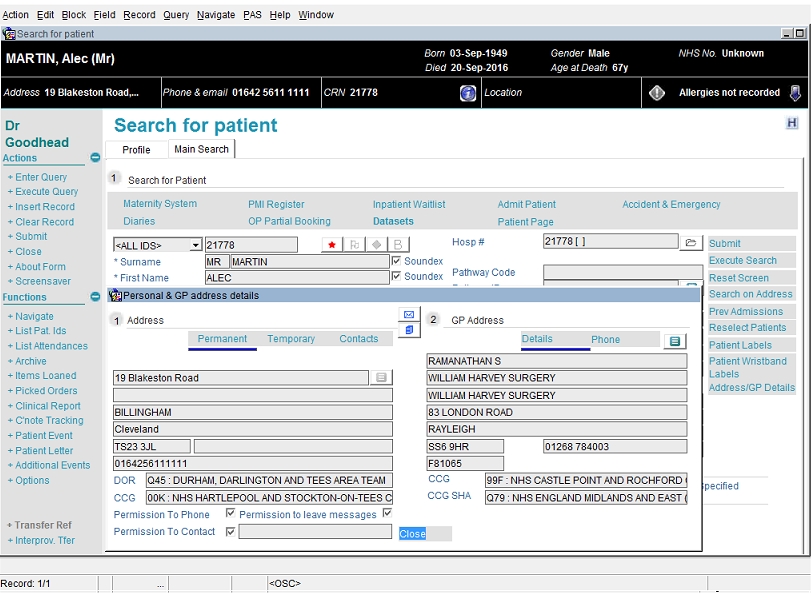 Action Edit Block Field Record Query Navigate PAS Help Window
Search for patient
MARTIN, Alec (Mr)
Born 03-Sep-1949 Gender Male NHS No. Unknown
Died 20-Sep-2016 Age at Death 67y
Address 19 Blakeston Road,... Phone & email 01642 5611 1111 CRN 21778 Location Allergies not recorded
Dr
Goodhead
Actions
+ Enter Query
+ Execute Query
+ Insert Record
+ Clear Record
+ Submit
+ Close
+ About Form
+ Screensaver
Functions
+ Navigate
+ List Pat. Ids
+ List Attendances
+ Archive
+ Items Loaned
+ Picked Orders
+ Clinical Report
+ C'note Tracking
+ Patient Event
+ Patient Letter
+ Additional Events
+ Options
+ Transfer Ref
+ Interprov. Tfer
Search for patient
H
Profile Main Search
1 Search for Patient
Maternity System PMI Register Inpatient Waitlist Admit Patient Accident & Emergency
Diaries OP Partial Booking Datasets Patient Page
<ALL IDS> 21778 B Hosp # 21778 [ ]
* Surname MR MARTIN Soundex
* First Name ALEC Soundex Pathway Code
Submit
Execute Search
Reset Screen
Search on Address
Prev Admissions
Reselect Patients
Patient Labels
Patient Wristband
Labels
Address/GP Details
Personal & GP address details
1 Address
Permanent Temporary Contacts
19 Blakeston Road
BILLINGHAM
Cleveland
TS23 3JL
0164256111111
DOR Q45 : DURHAM, DARLINGTON AND TEES AREA TEAM
CCG 00K : NHS HARTLEPOOL AND STOCKTON-ON-TEES C
Permission To Phone Permission to leave messages
Permission To Contact
2 GP Address
Details Phone
RAMANATHAN S
WILLIAM HARVEY SURGERY
WILLIAM HARVEY SURGERY
83 LONDON ROAD
RAYLEIGH
SS6 9HR 01268 784003
F81065
CCG 99F : NHS CASTLE POINT AND ROCHFORD
CCG SHA Q79 : NHS ENGLAND MIDLANDS AND EAST (
Close
specified
Record: 1/1 ... <OSC>